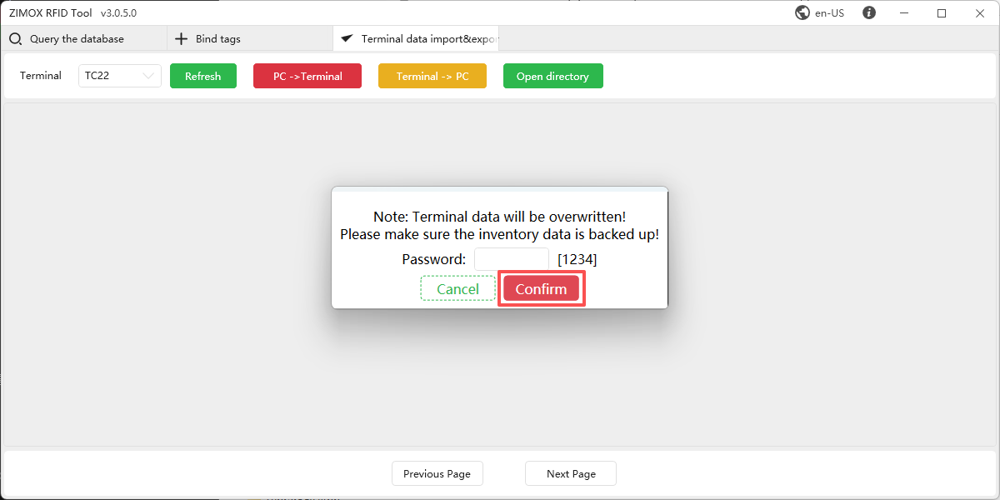 ZIMOX RFID Tool v3.0.5.0 en-US
Query the database Bind tags Terminal data import&expo
Terminal TC22 Refresh PC ->Terminal Terminal -> PC Open directory
Note: Terminal data will be overwritten!
Please make sure the inventory data is backed up!
Password: [1234]
Cancel Confirm
Previous Page Next Page